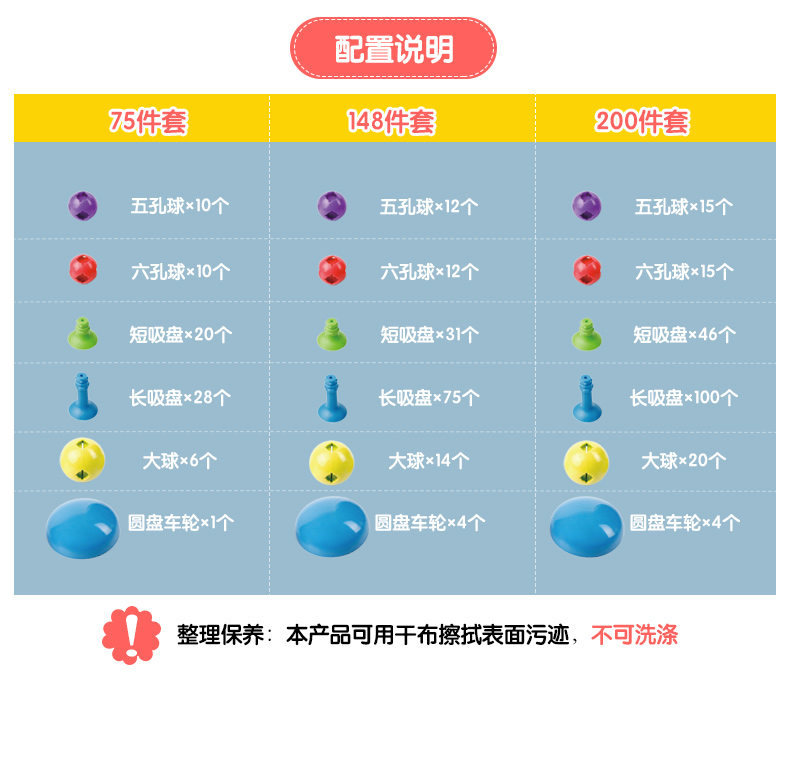 配置说明
75件套 148件套 200件套
五孔球×10个 五孔球×12个 五孔球×15个
六孔球×10个 六孔球×12个 六孔球×15个
短吸盘×20个 短吸盘×31个 短吸盘×46个
长吸盘×28个 长吸盘×75个 长吸盘×100个
大球×6个 大球×14个 大球×20个
圆盘车轮×1个 圆盘车轮×4个 圆盘车轮×4个
整理保养：本产品可用干布擦拭表面污迹，不可洗涤